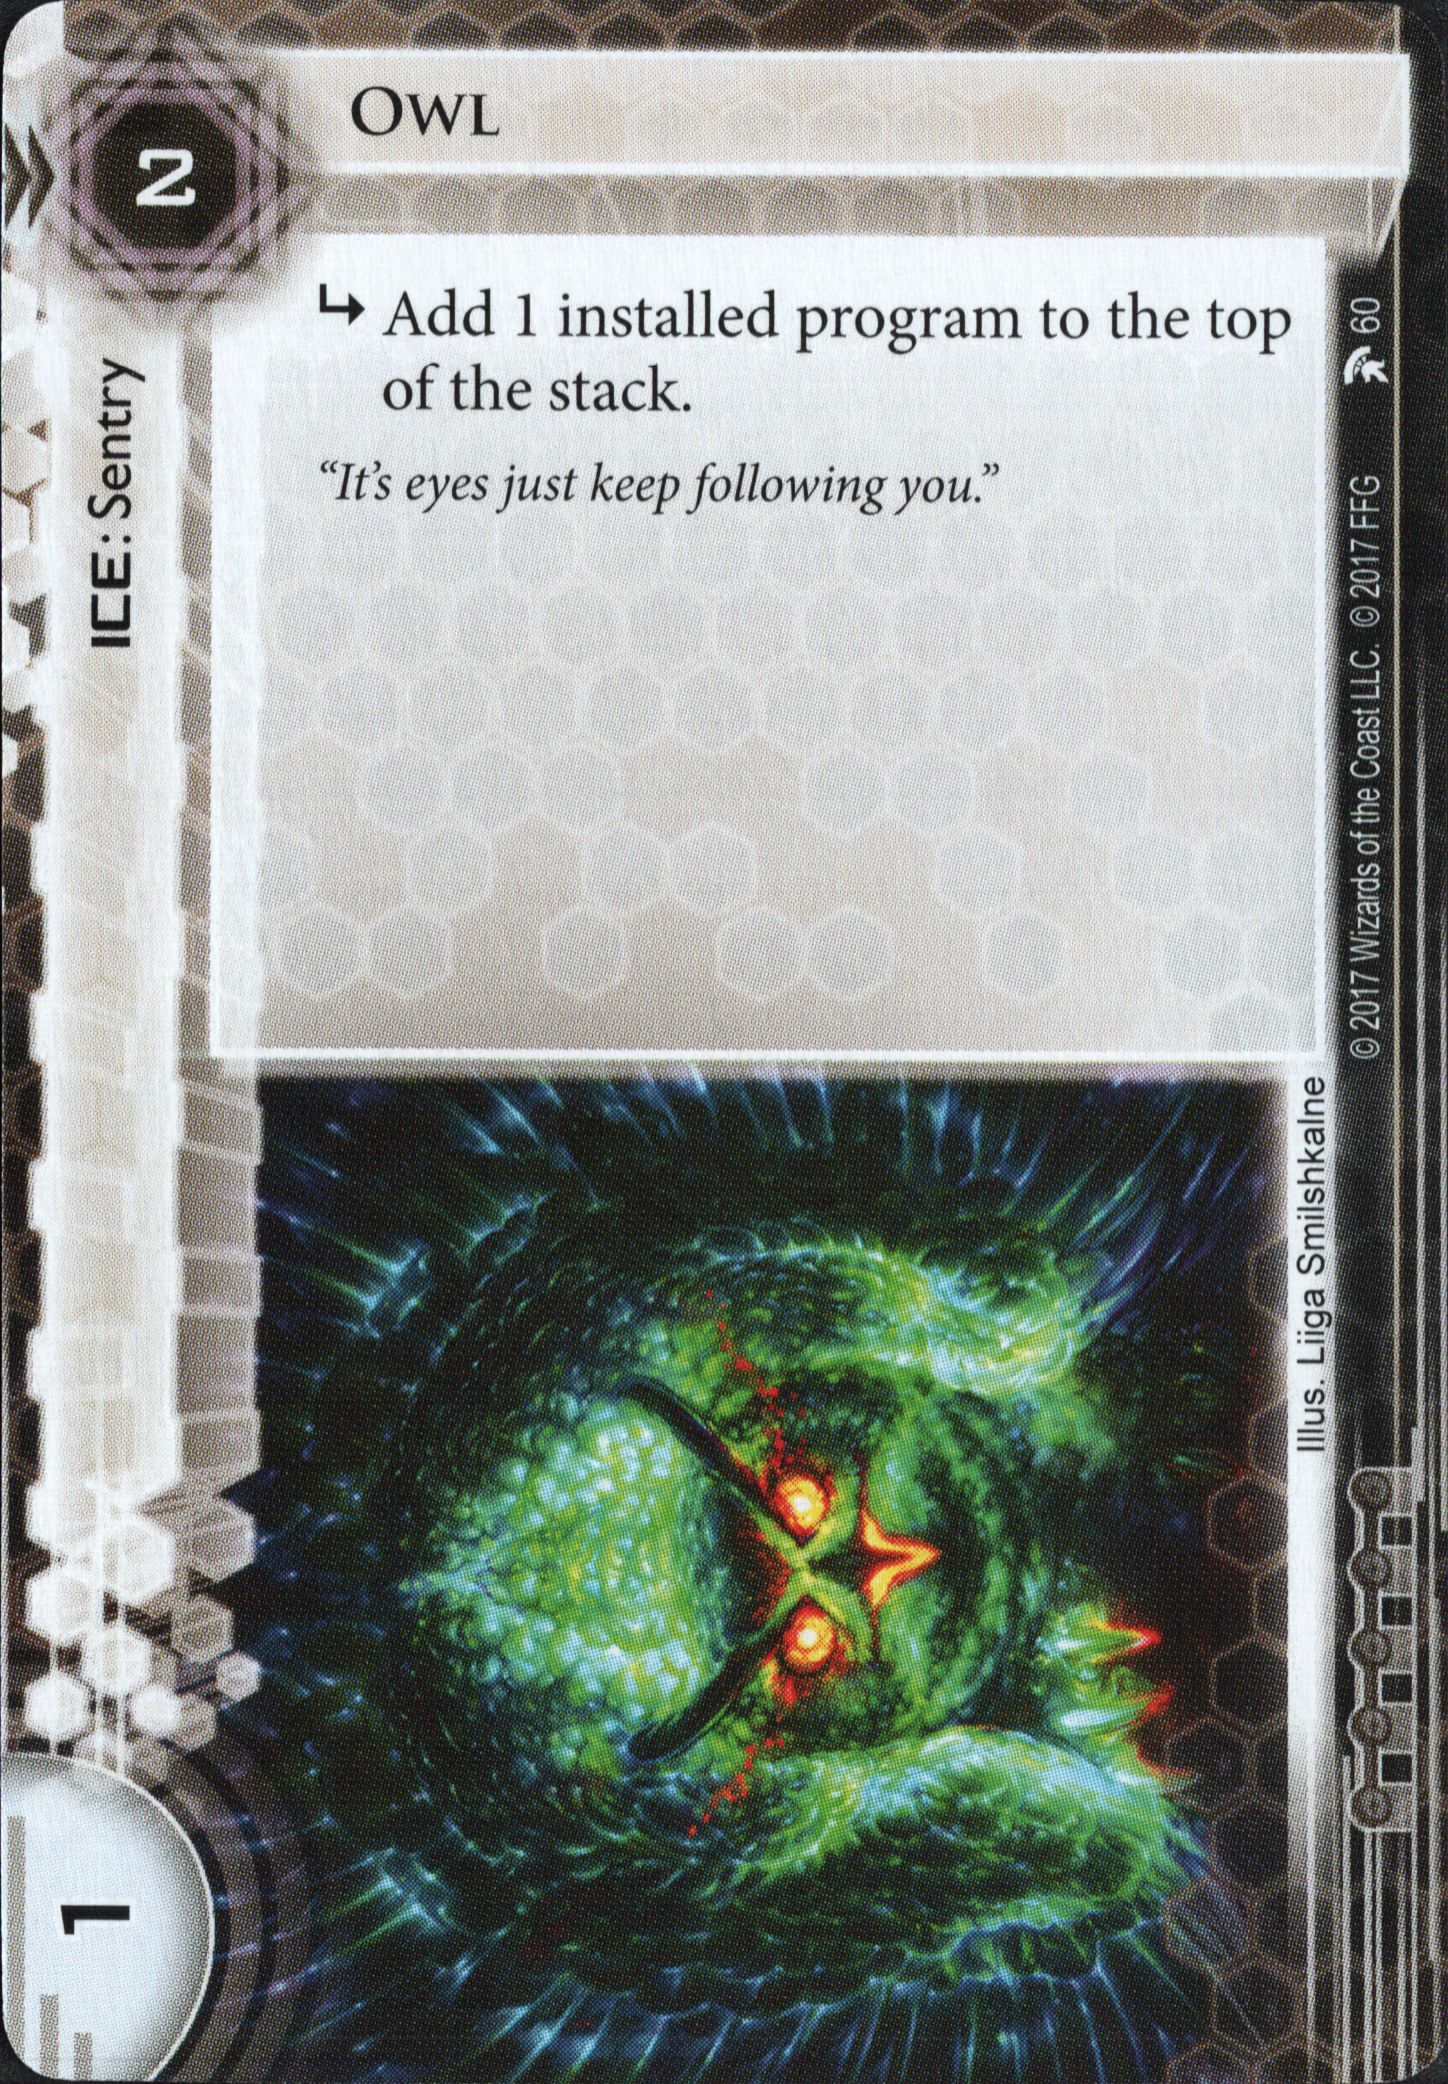 2
OWL
↳ Add 1 installed program to the top
of the stack.
“It’s eyes just keep following you.”
ICE: Sentry
1
Illus. Liiga Smilshkalne
© 2017 Wizards of the Coast LLC. © 2017 FFG
60